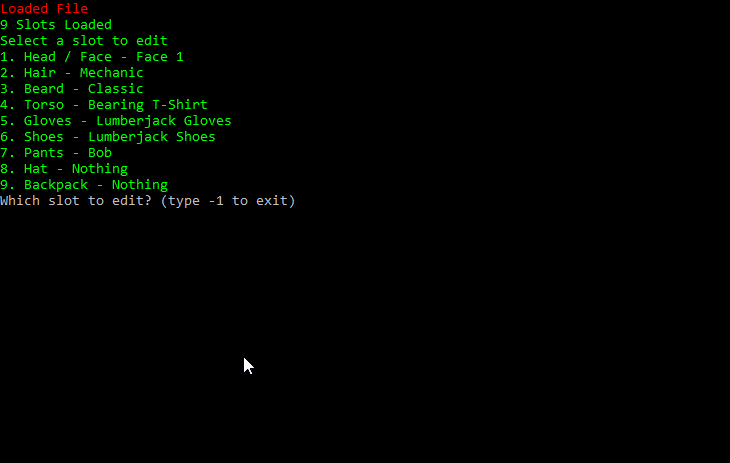 Loaded File
9 Slots Loaded
Select a slot to edit
1. Head / Face - Face 1
2. Hair - Mechanic
3. Beard - Classic
4. Torso - Bearing T-Shirt
5. Gloves - Lumberjack Gloves
6. Shoes - Lumberjack Shoes
7. Pants - Bob
8. Hat - Nothing
9. Backpack - Nothing
Which slot to edit? (type -1 to exit)